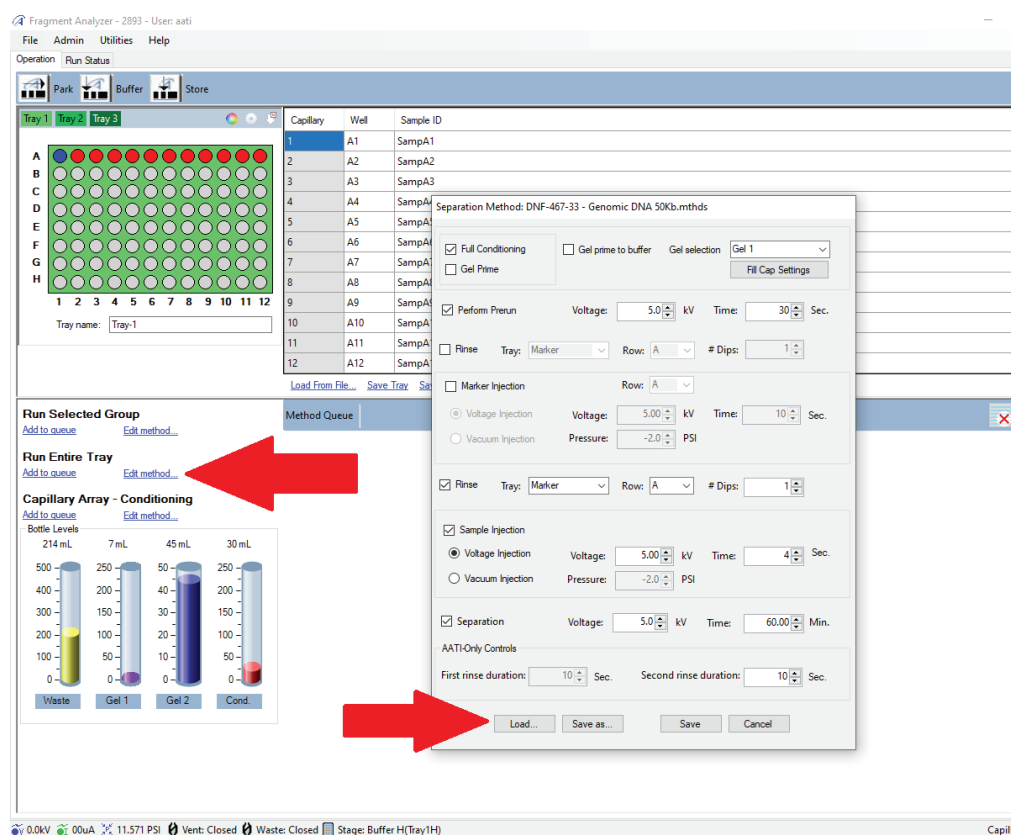 Fragment Analyzer - 2893 - User: aati
File Admin Utilities Help
Operation Run Status
Park Buffer Store
Tray 1 Tray 2 Tray 3
A
B
C
D
E
F
G
H
1 2 3 4 5 6 7 8 9 10 11 12
Tray name: Tray-1
Capillary Well Sample ID
1 A1 SampA1
2 A2 SampA2
3 A3 SampA3
4 A4 SampA
5 A5 SampA
6 A6 SampA
7 A7 SampA
8 A8 SampA
9 A9 SampA
10 A10 SampA
11 A11 SampA
12 A12 SampA
Load From File... Save Tray Sa
Run Selected Group
Add to queue Edit method...
Run Entire Tray
Add to queue Edit method...
Capillary Array - Conditioning
Add to queue Edit method...
Bottle Levels
214 mL 7 mL 45 mL 30 mL
500 250 50 250
400 200 40 200
300 150 30 150
200 100 20 100
100 50 10 50
0 0 0 0
Waste Gel 1 Gel 2 Cond.
Method Queue
Separation Method: DNF-467-33 - Genomic DNA 50Kb.mthds
Full Conditioning Gel prime to buffer Gel selection Gel 1
Gel Prime Fill Cap Settings
Perform Prerun Voltage: 5.0 kV Time: 30 Sec.
Rinse Tray: Marker Row: A # Dips: 1
Marker Injection Row: A
Voltage Injection Voltage: 5.00 kV Time: 10 Sec.
Vacuum Injection Pressure: -2.0 PSI
Rinse Tray: Marker Row: A # Dips: 1
Sample Injection
Voltage Injection Voltage: 5.00 kV Time: 4 Sec.
Vacuum Injection Pressure: -2.0 PSI
Separation Voltage: 5.0 kV Time: 60.00 Min.
AATI-Only Controls
First rinse duration: 10 Sec. Second rinse duration: 10 Sec.
Load... Save as... Save Cancel
0.0kV 00uA 11.571 PSI Vent: Closed Waste: Closed Stage: Buffer H(Tray1H) Capil